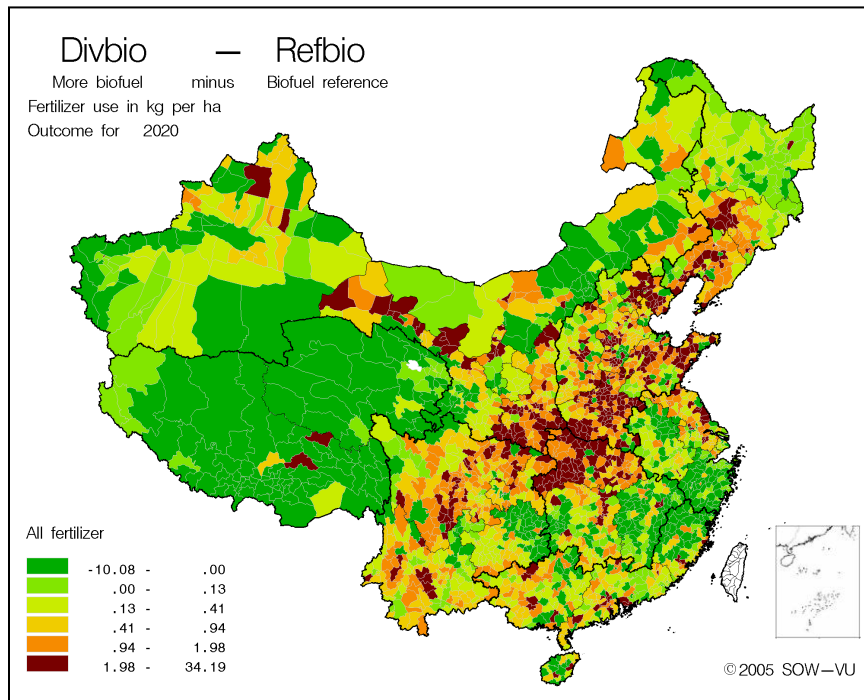 Divbio — Refbio
More biofuel minus Biofuel reference
Fertilizer use in kg per ha
Outcome for 2020
All fertilizer
-10.08 - .00
.00 - .13
.13 - .41
.41 - .94
.94 - 1.98
1.98 - 34.19
©2005 SOW–VU